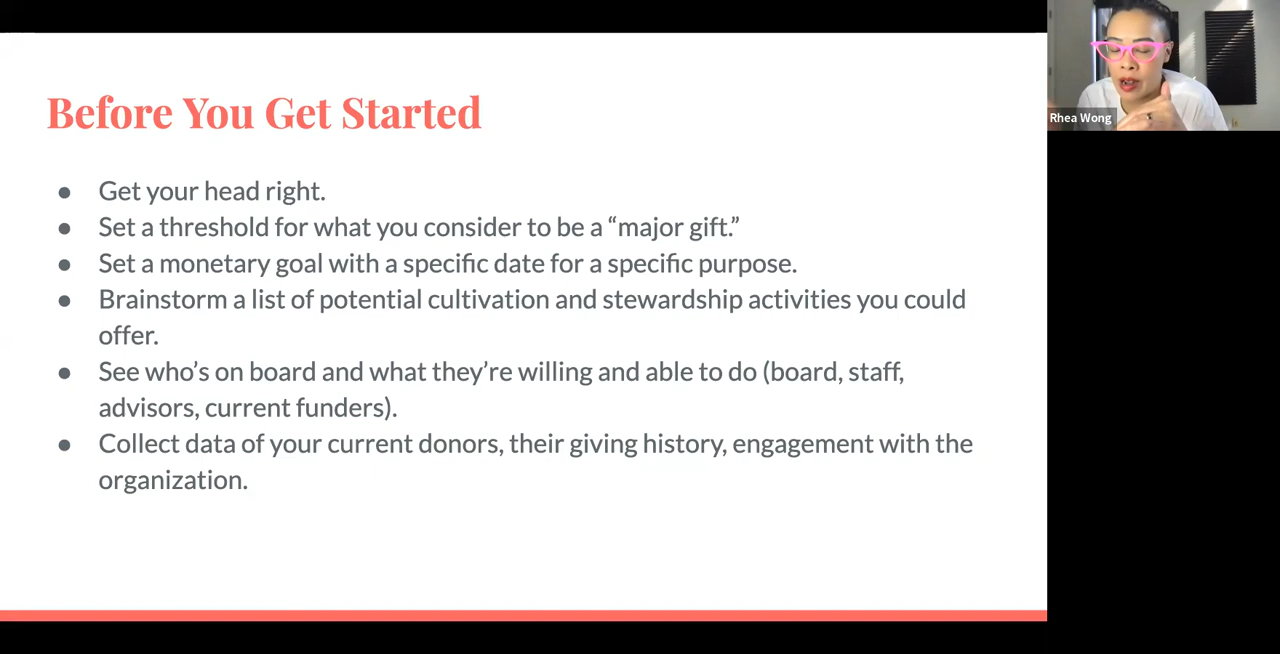 Before You Get Started
● Get your head right.
● Set a threshold for what you consider to be a “major gift.”
● Set a monetary goal with a specific date for a specific purpose.
● Brainstorm a list of potential cultivation and stewardship activities you could
offer.
● See who’s on board and what they’re willing and able to do (board, staff,
advisors, current funders).
● Collect data of your current donors, their giving history, engagement with the
organization.
Rhea Wong